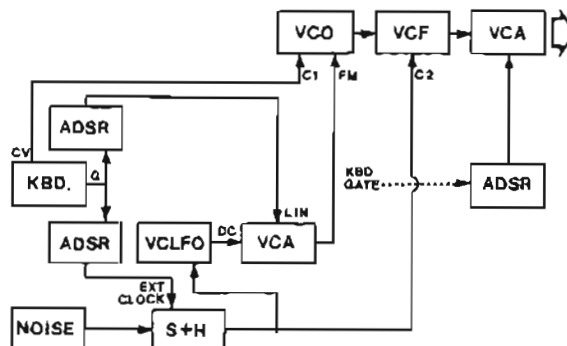 VCO
VCF
VCA
C1
FM
C2
ADSR
CV
KBD.
G
KBD
GATE
ADSR
LIN
ADSR
VCLFO
DC
VCA
EXT
CLOCK
NOISE
S+H